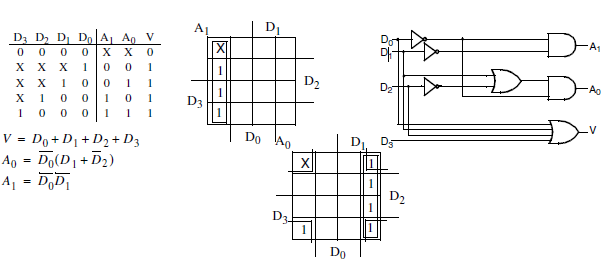 D3 D2 D1 D0 A1 A0 V
0 0 0 0 X X 0
X X X 1 0 0 1
X X 1 0 0 1 1
X 1 0 0 1 0 1
1 0 0 0 1 1 1
V = D0 + D1 + D2 + D3
A0 = D̅0(D1 + D̅2)
A1 = D̅0D̅1
A1 D1
X
1
1
1
D2
D3
D0
A0 D1
X 1
1
1
1 1
D2
D3
D0
D0
D1
D2
D3
A1
A0
V